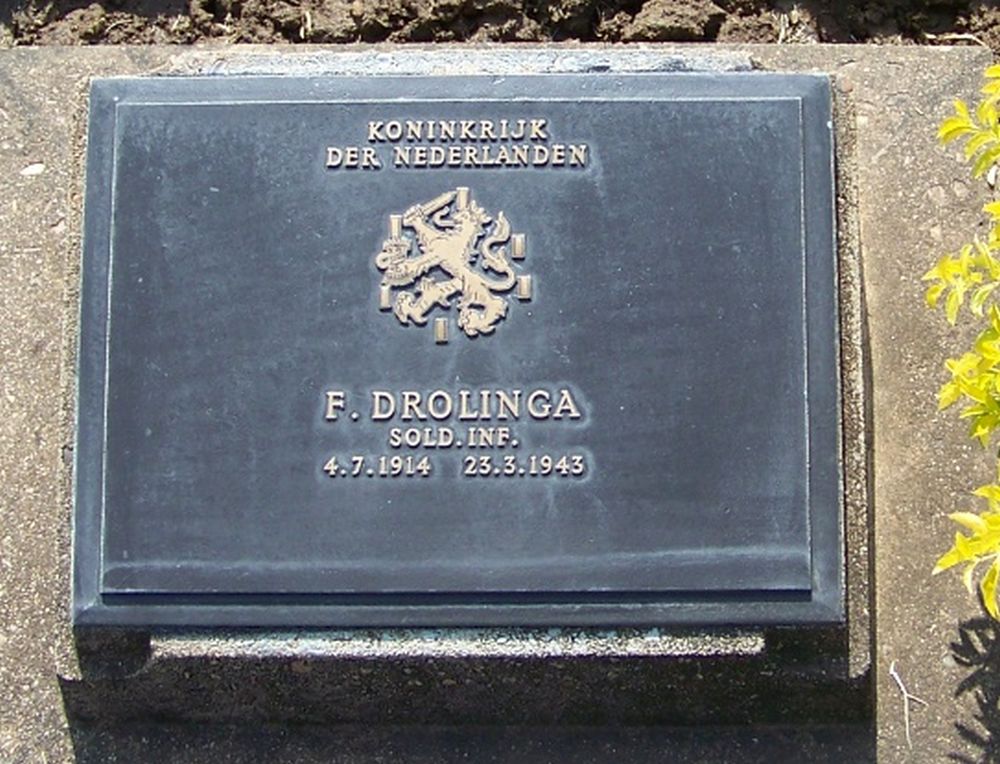 KONINKRIJK
DER NEDERLANDEN
F. DROLINGA
SOLD. INF.
4.7.1914 23.3.1943